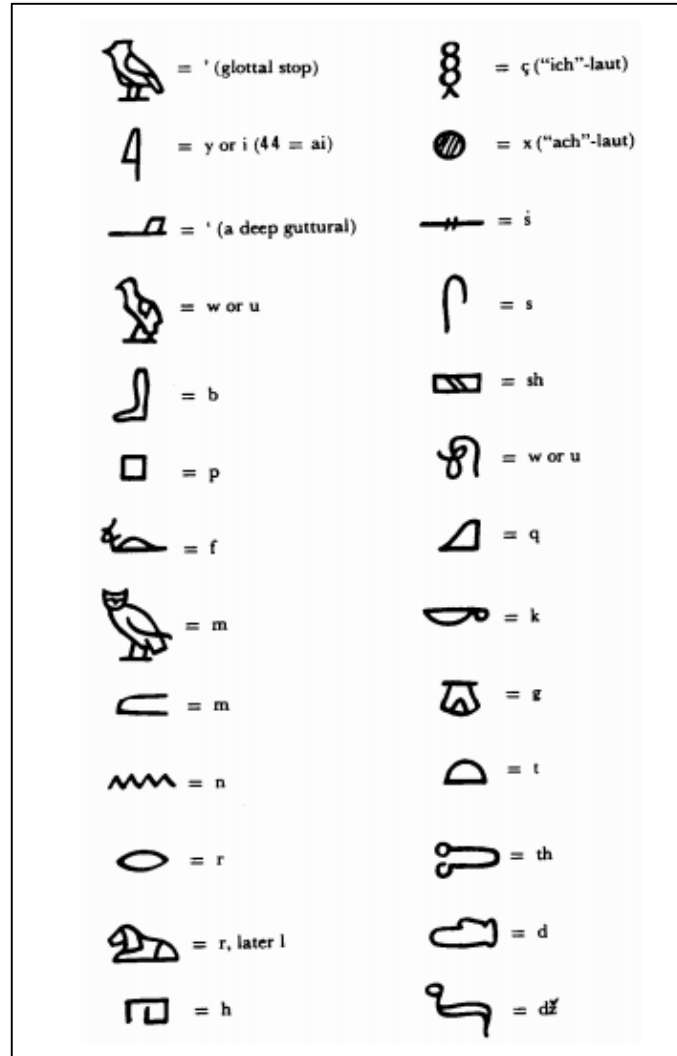 = ' (glottal stop)
= y or i (44 = ai)
= ‛ (a deep guttural)
= w or u
= b
= p
= f
= m
= m
= n
= r
= r, later l
= h
= ç (“ich”-laut)
= x (“ach”-laut)
= ṡ
= s
= sh
= w or u
= q
= k
= g
= t
= th
= d
= dž